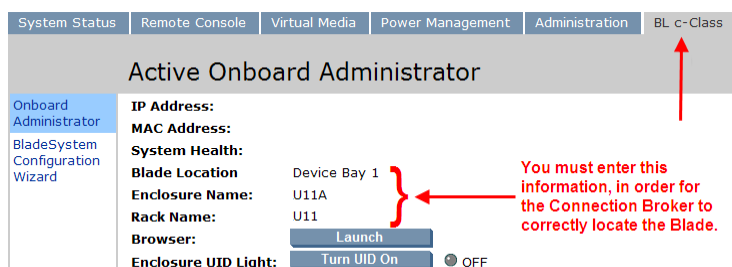 System Status Remote Console Virtual Media Power Management Administration BL c-Class
Active Onboard Administrator
Onboard
Administrator
BladeSystem
Configuration
Wizard
IP Address:
MAC Address:
System Health:
Blade Location Device Bay 1
Enclosure Name: U11A
Rack Name: U11
Browser: Launch
Enclosure UID Light: Turn UID On OFF
You must enter this
information, in order for
the Connection Broker to
correctly locate the Blade.